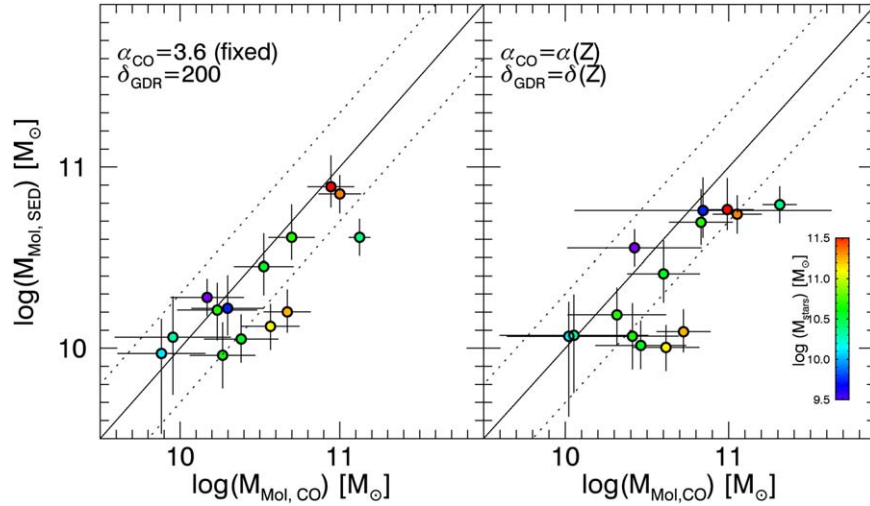 α_CO=3.6 (fixed)
δ_GDR=200
α_CO=α(Z)
δ_GDR=δ(Z)
log(M_Mol, SED) [M_⊙]
11
10
10
11
log(M_Mol, CO) [M_⊙]
10
11
log(M_Mol,CO) [M_⊙]
11.5
11.0
10.5
10.0
9.5
log (M_stars) [M_⊙]